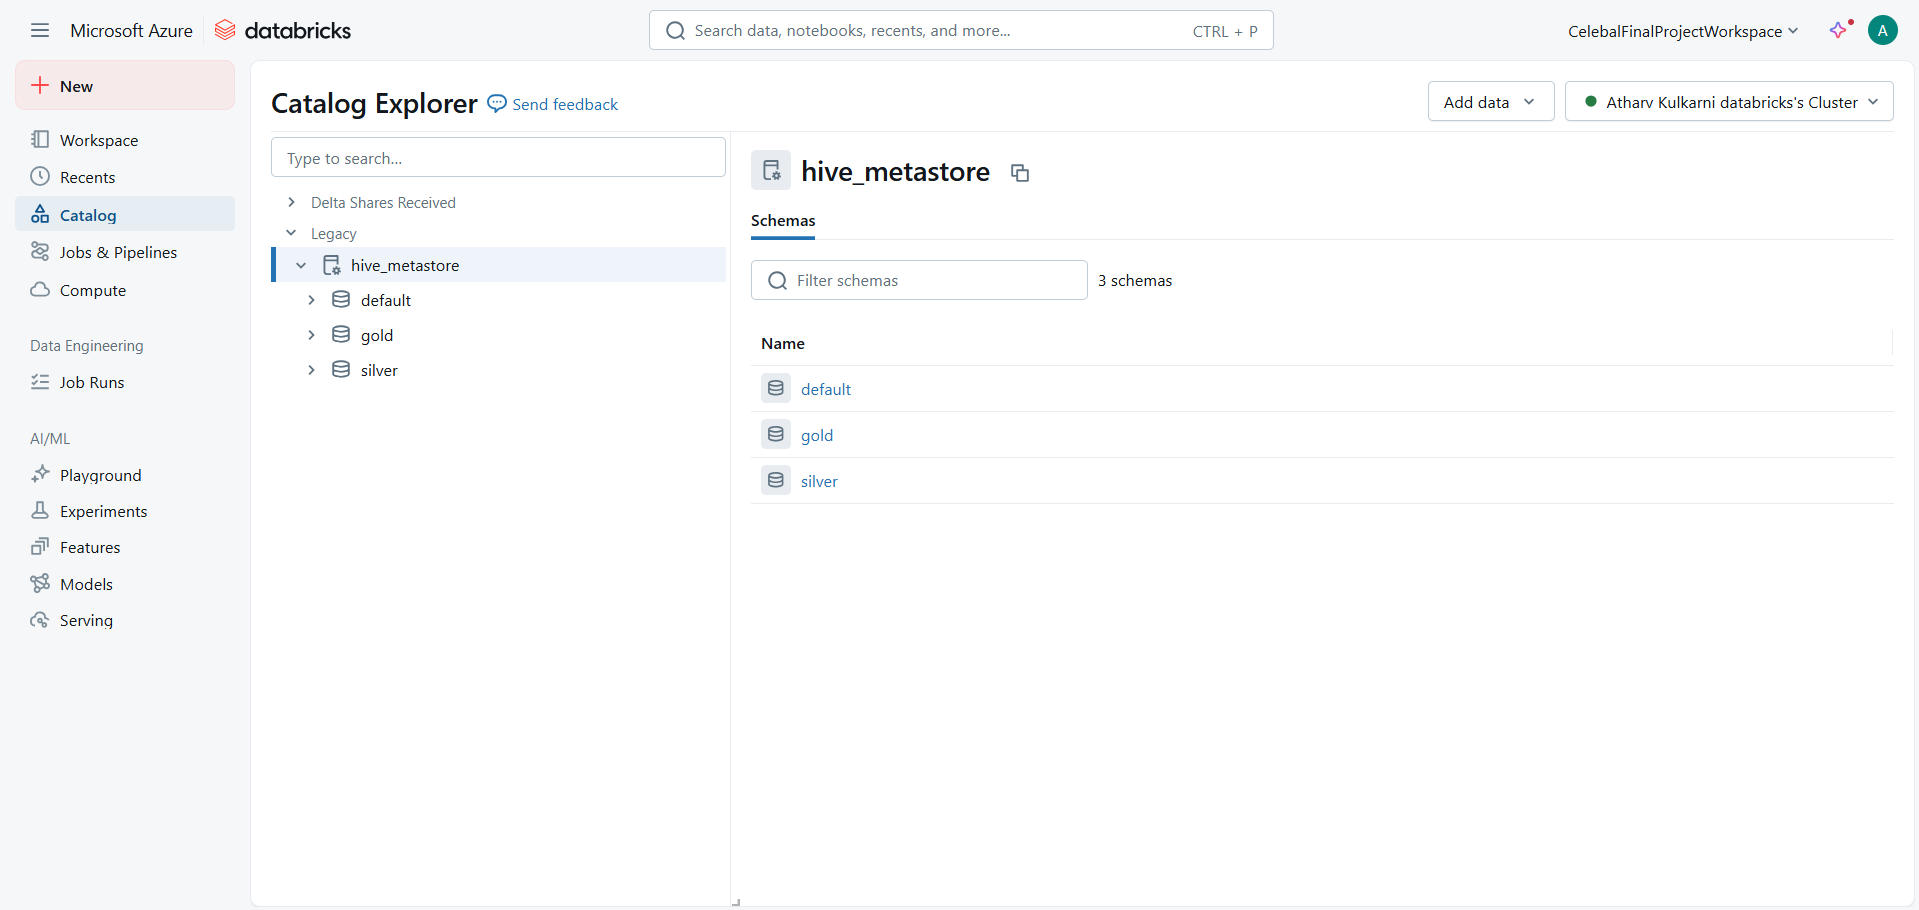 Microsoft Azure databricks Search data, notebooks, recents, and more... CTRL + P CelebalFinalProjectWorkspace A
New
Workspace
Recents
Catalog
Jobs & Pipelines
Compute
Data Engineering
Job Runs
AI/ML
Playground
Experiments
Features
Models
Serving
Catalog Explorer Send feedback
Add data Atharv Kulkarni databricks's Cluster
Type to search...
Delta Shares Received
Legacy
hive_metastore
default
gold
silver
hive_metastore
Schemas
Filter schemas 3 schemas
Name
default
gold
silver